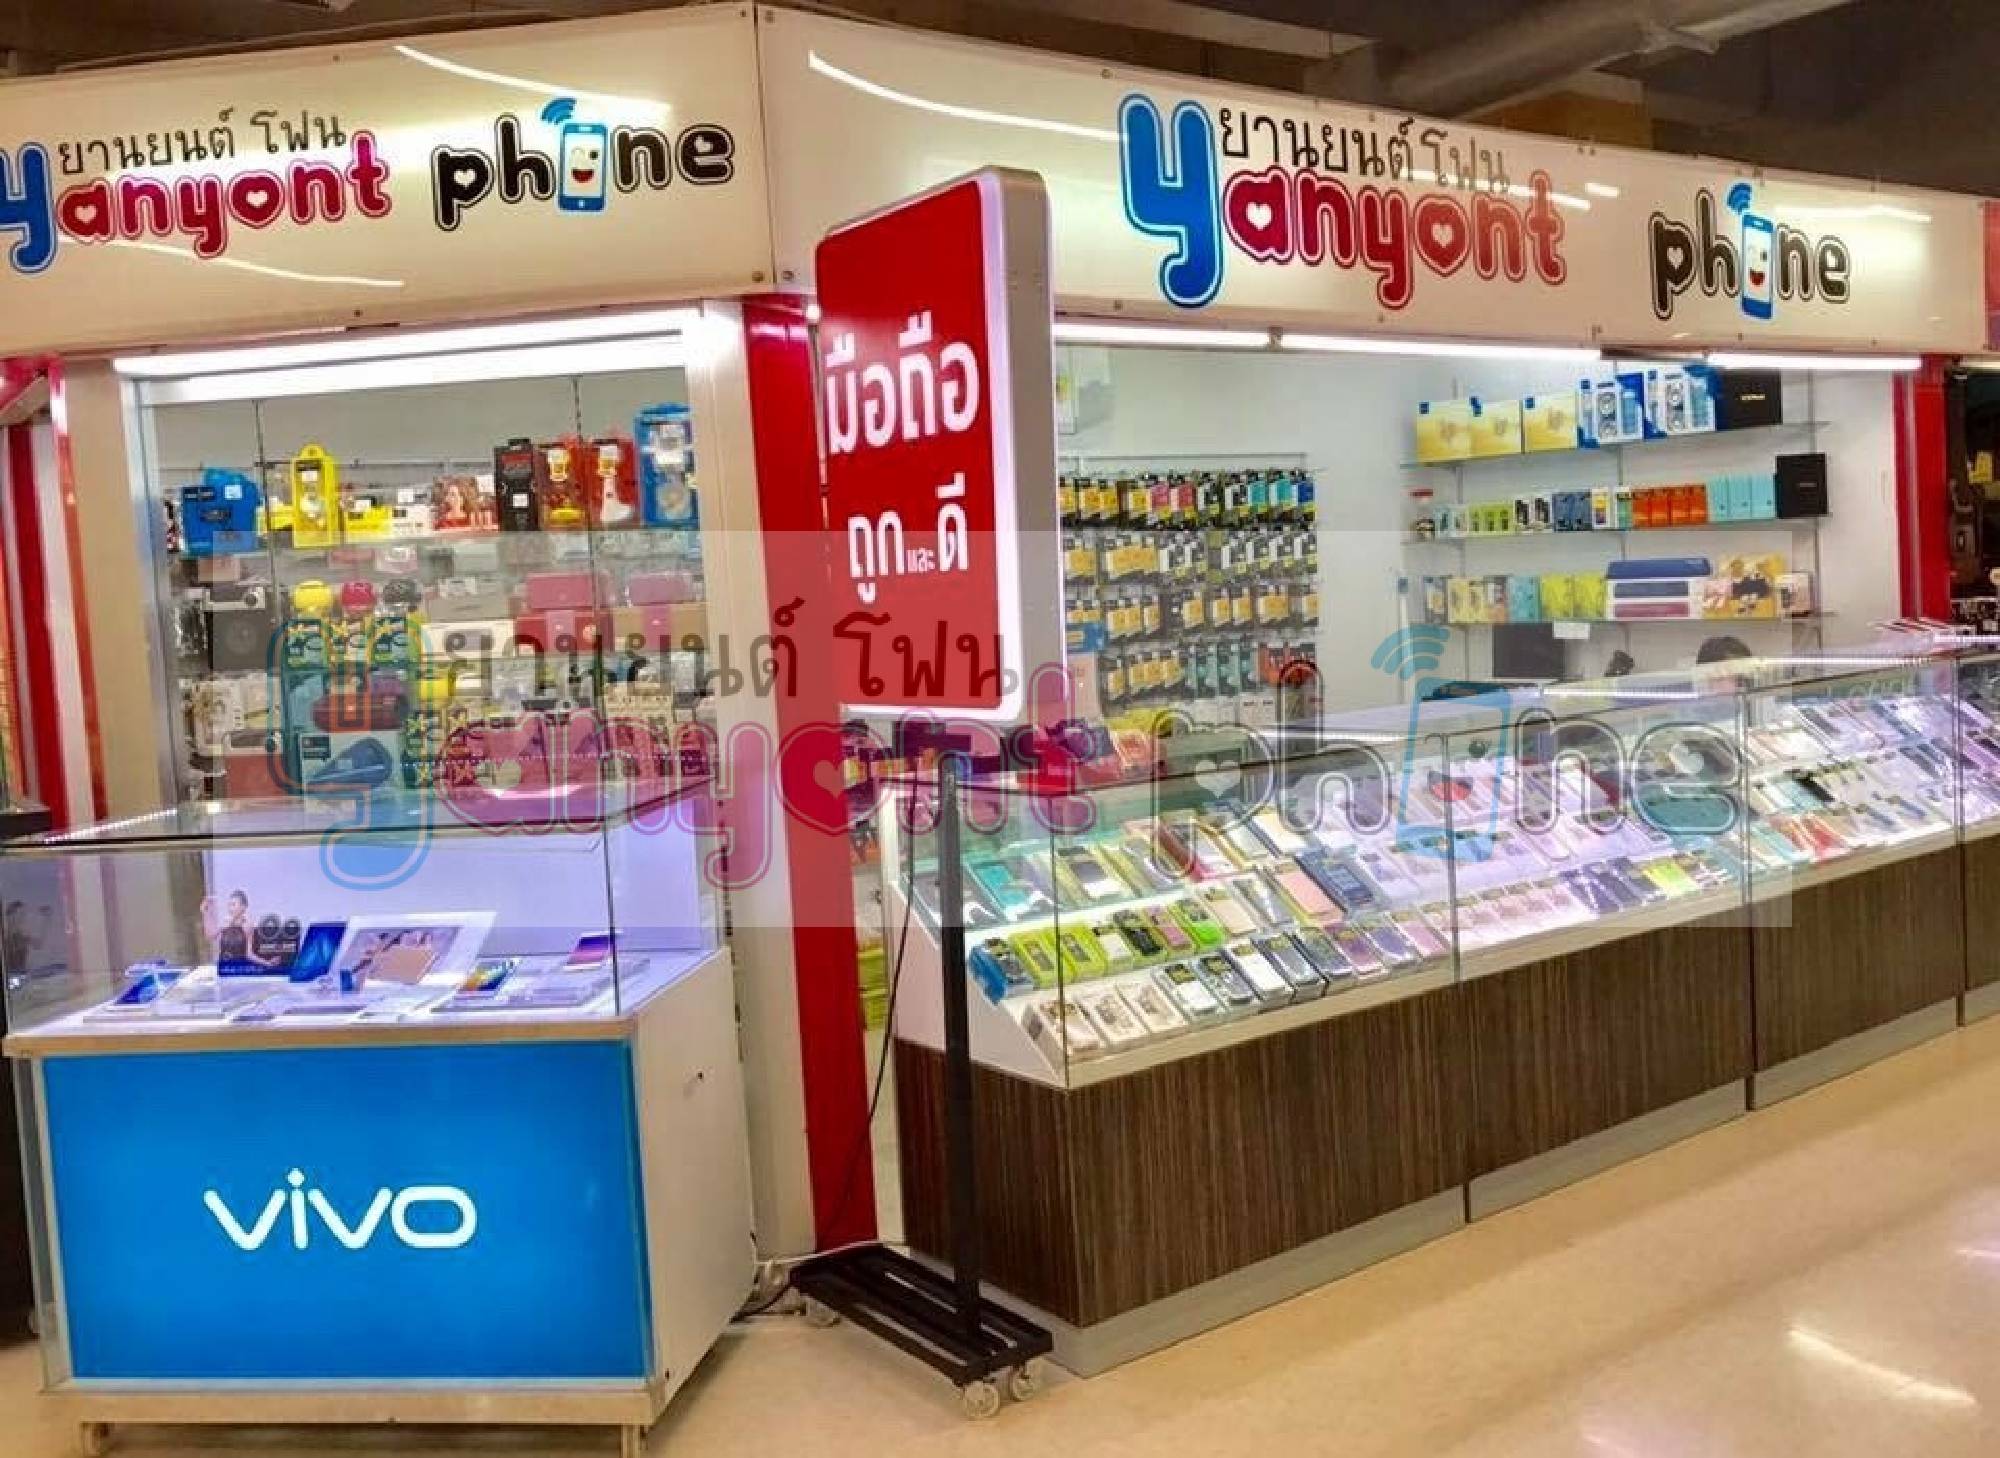 ยานยนต์ โฟน
yanyont phone
ยานยนต์ โฟน
yanyont phone
มือถือ
ถูกและดี
ยานยนต์ โฟน
yanyont phone
vivo